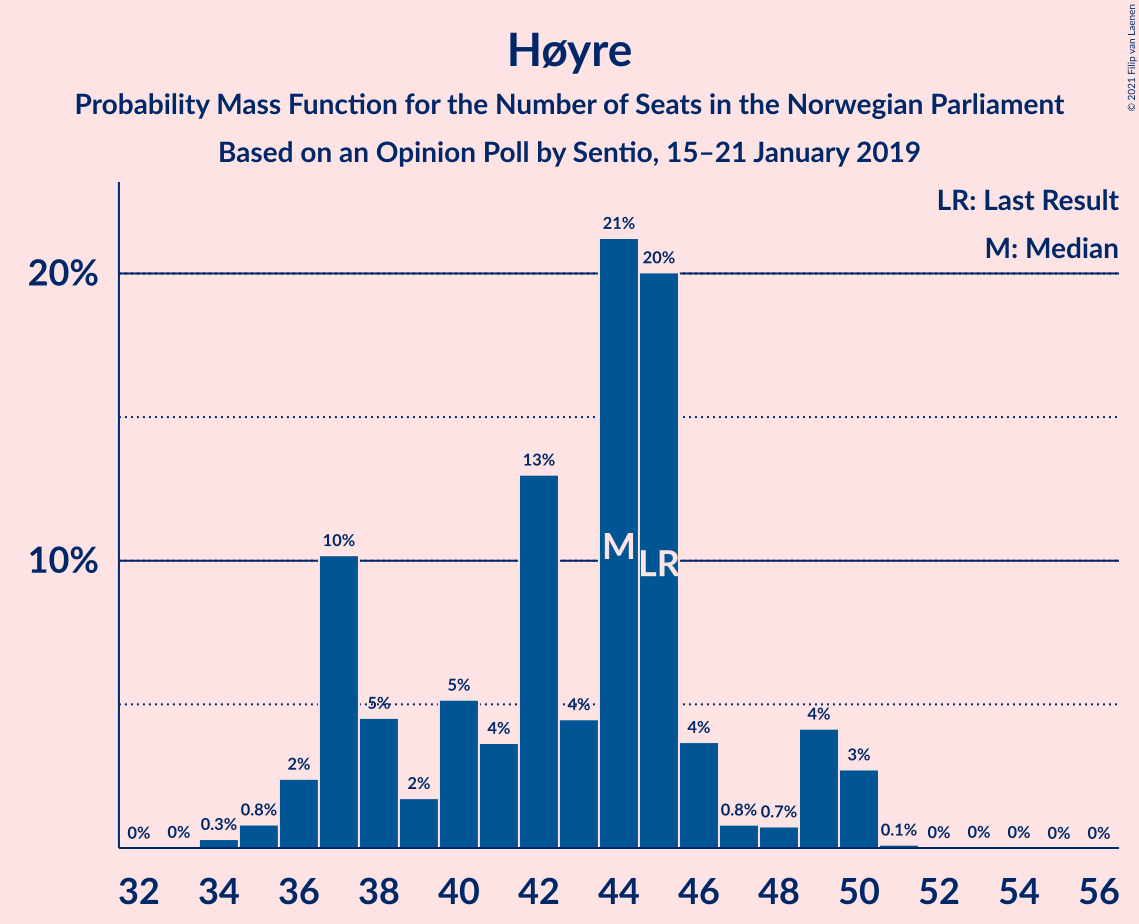 © 2021 Filip van Laenen
Høyre
Probability Mass Function for the Number of Seats in the Norwegian Parliament
Based on an Opinion Poll by Sentio, 15–21 January 2019
LR: Last Result
M: Median
20%
10%
0% 0% 0.3% 0.8% 2% 10% 5% 2% 5% 4% 13% 4% 21% 20% 4% 0.8% 0.7% 4% 3% 0.1% 0% 0% 0% 0% 0%
M LR
32 34 36 38 40 42 44 46 48 50 52 54 56